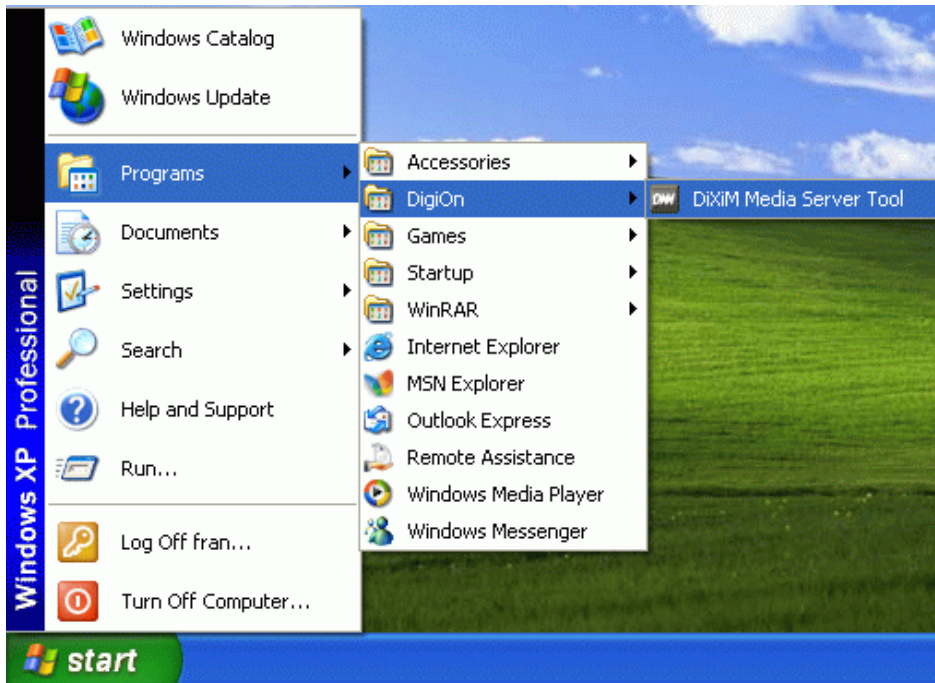 Windows XP Professional
Windows Catalog
Windows Update
Programs
Documents
Settings
Search
Help and Support
Run...
Log Off fran...
Turn Off Computer...
Accessories
DigiOn
Games
Startup
WinRAR
Internet Explorer
MSN Explorer
Outlook Express
Remote Assistance
Windows Media Player
Windows Messenger
DiXiM Media Server Tool
start